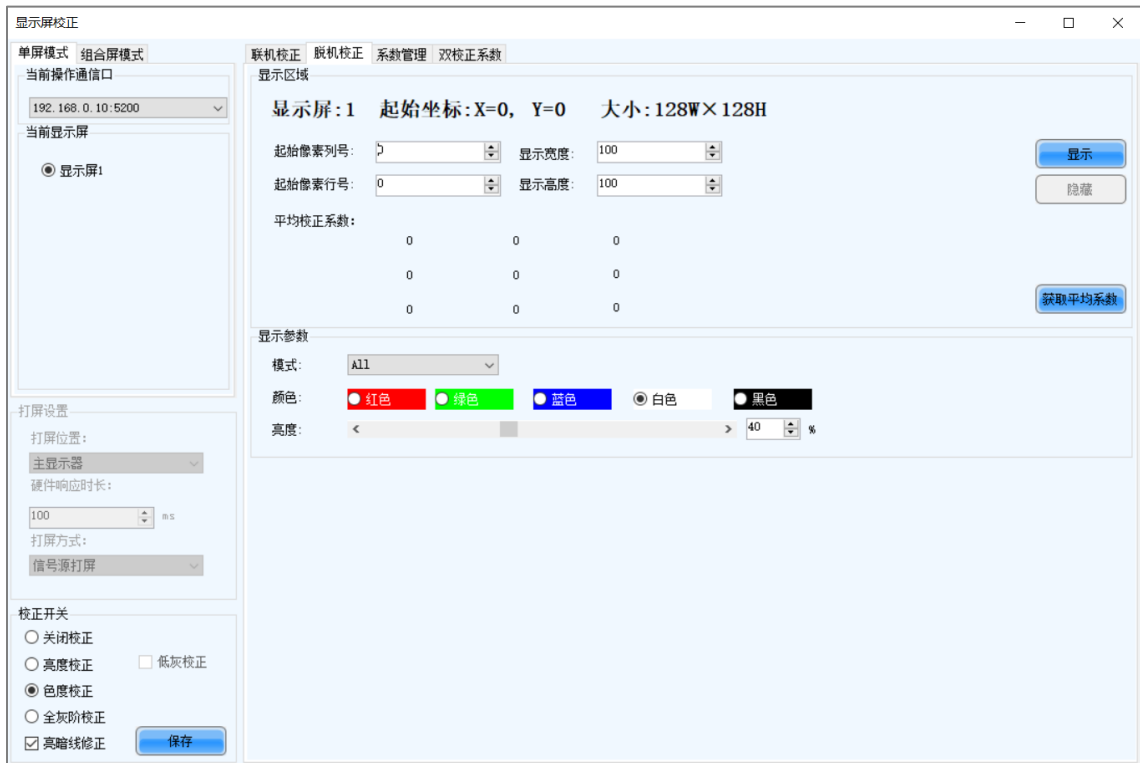 显示屏校正
单屏模式 组合屏模式
当前操作通信口
192.168.0.10:5200
当前显示屏
显示屏1
打屏设置
打屏位置:
主显示器
硬件响应时长:
100 ms
打屏方式:
信号源打屏
校正开关
关闭校正
亮度校正 低灰校正
色度校正
全灰阶校正
亮暗线修正 保存
联机校正 脱机校正 系数管理 双校正系数
显示区域
显示屏:1 起始坐标:X=0, Y=0 大小:128W×128H
起始像素列号: 显示宽度: 100 显示
起始像素行号: 0 显示高度: 100 隐藏
平均校正系数:
0 0 0
0 0 0
0 0 0
获取平均系数
显示参数
模式: All
颜色: 红色 绿色 蓝色 白色 黑色
亮度: < > 40 %